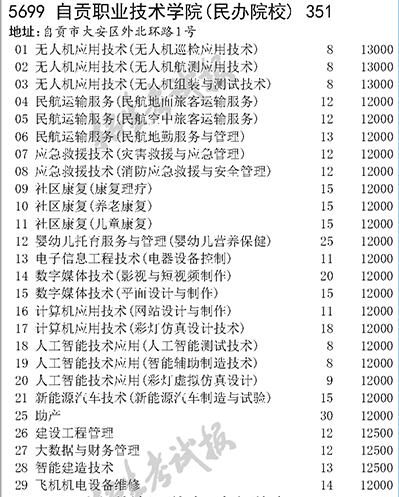 5699 自贡职业技术学院(民办院校) 351
地址:自贡市大安区外北环路1号
01 无人机应用技术(无人机巡检应用技术) 8 13000
02 无人机应用技术(无人机航测应用技术) 8 13000
03 无人机应用技术(无人机组装与测试技术) 8 13000
04 民航运输服务(民航地面旅客运输服务) 12 12000
05 民航运输服务(民航空中旅客运输服务) 12 12000
06 民航运输服务(民航地勤服务与管理) 13 12000
07 应急救援技术(灾害救援与应急管理) 12 12000
08 应急救援技术(消防应急救援与安全管理) 12 12000
09 社区康复(康复理疗) 15 12000
10 社区康复(养老康复) 15 12000
11 社区康复(儿童康复) 15 12000
12 婴幼儿托育服务与管理(婴幼儿营养保健) 25 12000
13 电子信息工程技术(电器设备控制) 11 12000
14 数字媒体技术(影视与短视频制作) 20 12000
15 数字媒体技术(平面设计与制作) 15 12000
16 计算机应用技术(网站设计与制作) 11 12000
17 计算机应用技术(彩灯仿真设计技术) 18 12000
18 人工智能技术应用(人工智能测试技术) 8 12000
19 人工智能技术应用(智能辅助制造技术) 8 12000
20 人工智能技术应用(彩灯虚拟仿真设计) 9 12000
21 新能源汽车技术(新能源汽车制造与试验) 15 12000
25 助产 30 12000
26 建设工程管理 12 12500
27 大数据与财务管理 12 12500
28 智能建造技术 13 12500
29 飞机机电设备维修 14 12000